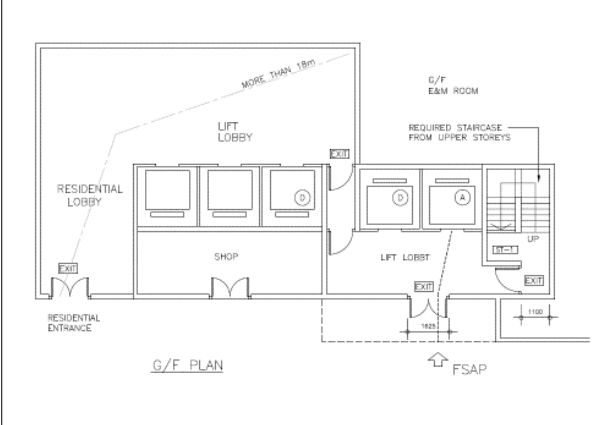 MORE THAN 18m
G/F
E&M ROOM
LIFT
LOBBY
REQUIRED STAIRCASE
FROM UPPER STOREYS
EXIT
RESIDENTIAL
LOBBY
D
D
A
UP
ST-1
SHOP
LIFT LOBBT
EXIT
EXIT
EXIT
1100
RESIDENTIAL
ENTRANCE
1625
G/F PLAN
FSAP